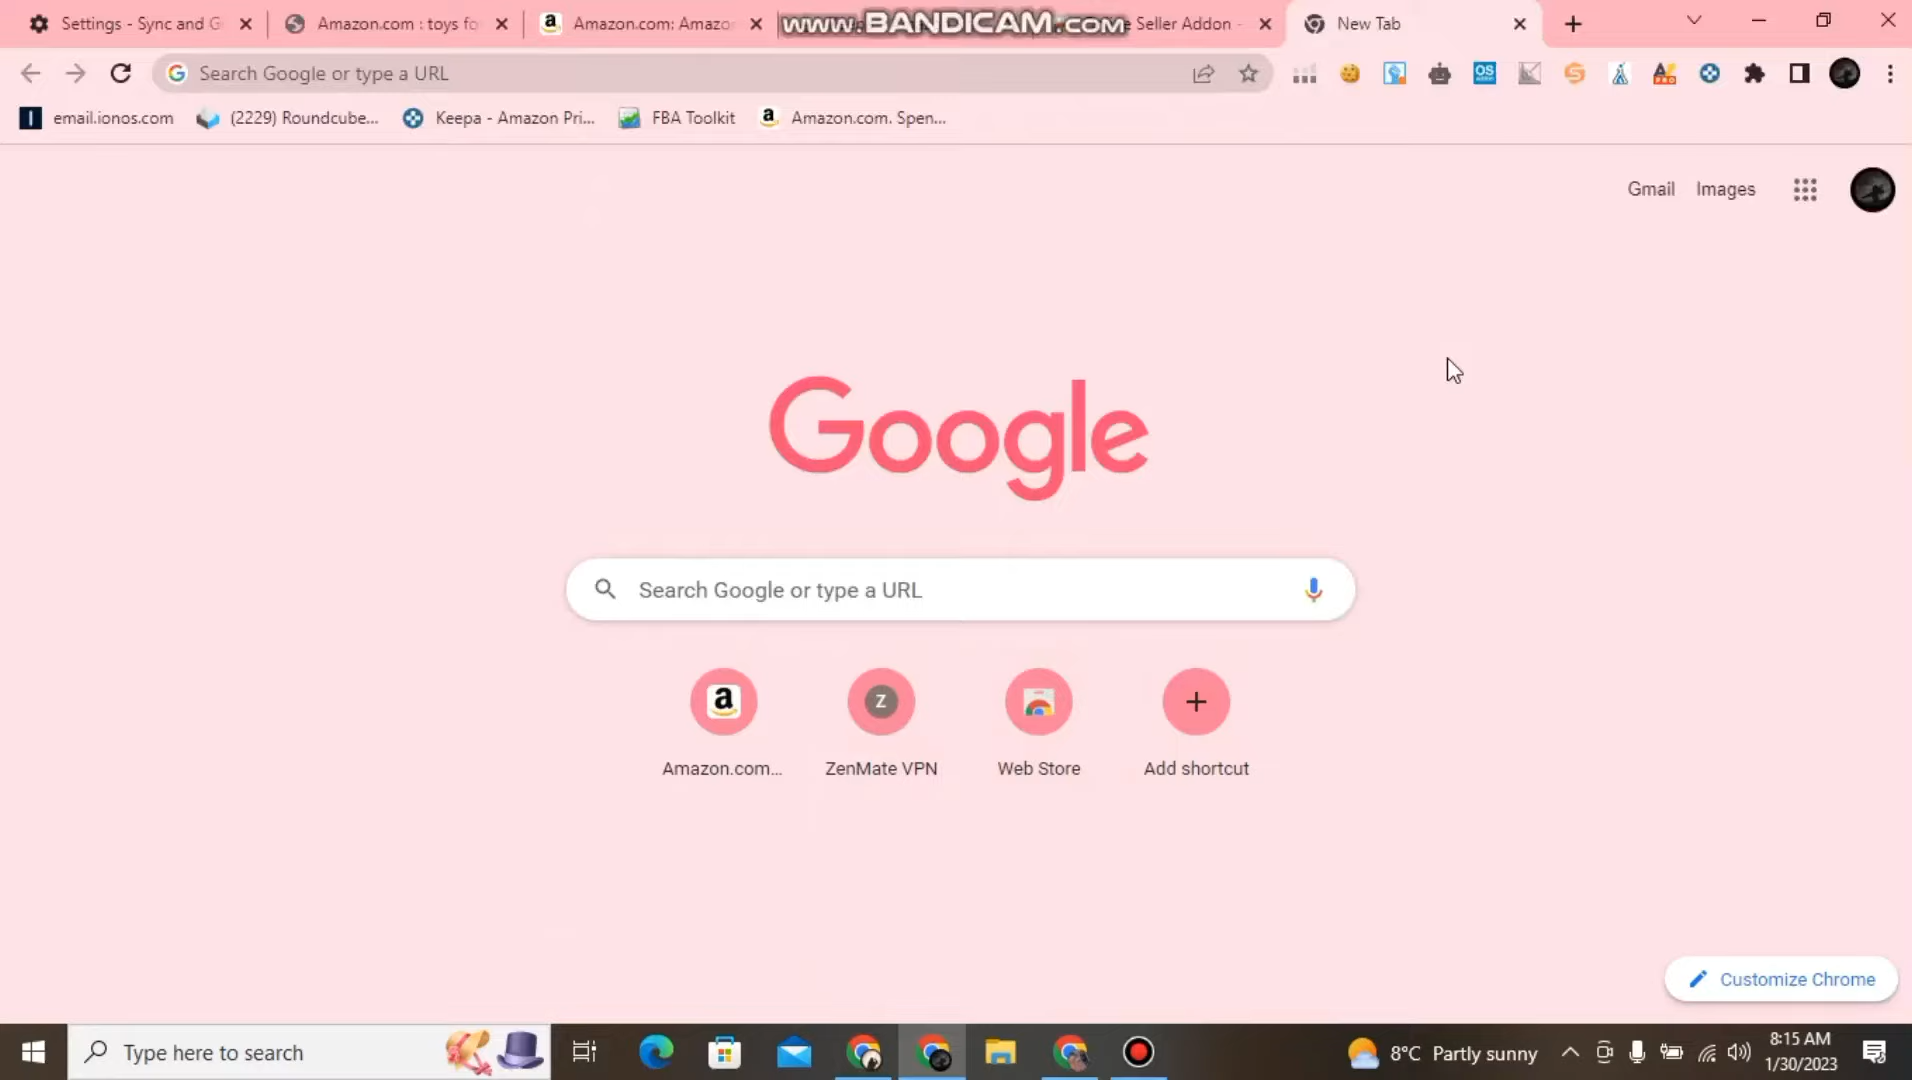 Settings - Sync and G
Amazon.com : toys fo
Amazon.com: Amazo
www.BANDICAM.com
Seller Addon -
New Tab
Search Google or type a URL
OS
email.ionos.com
(2229) Roundcube...
Keepa - Amazon Pri...
FBA Toolkit
Amazon.com. Spen...
Gmail
Images
Google
Search Google or type a URL
Amazon.com...
Z
ZenMate VPN
Web Store
Add shortcut
Customize Chrome
Type here to search
8°C Partly sunny
8:15 AM
1/30/2023